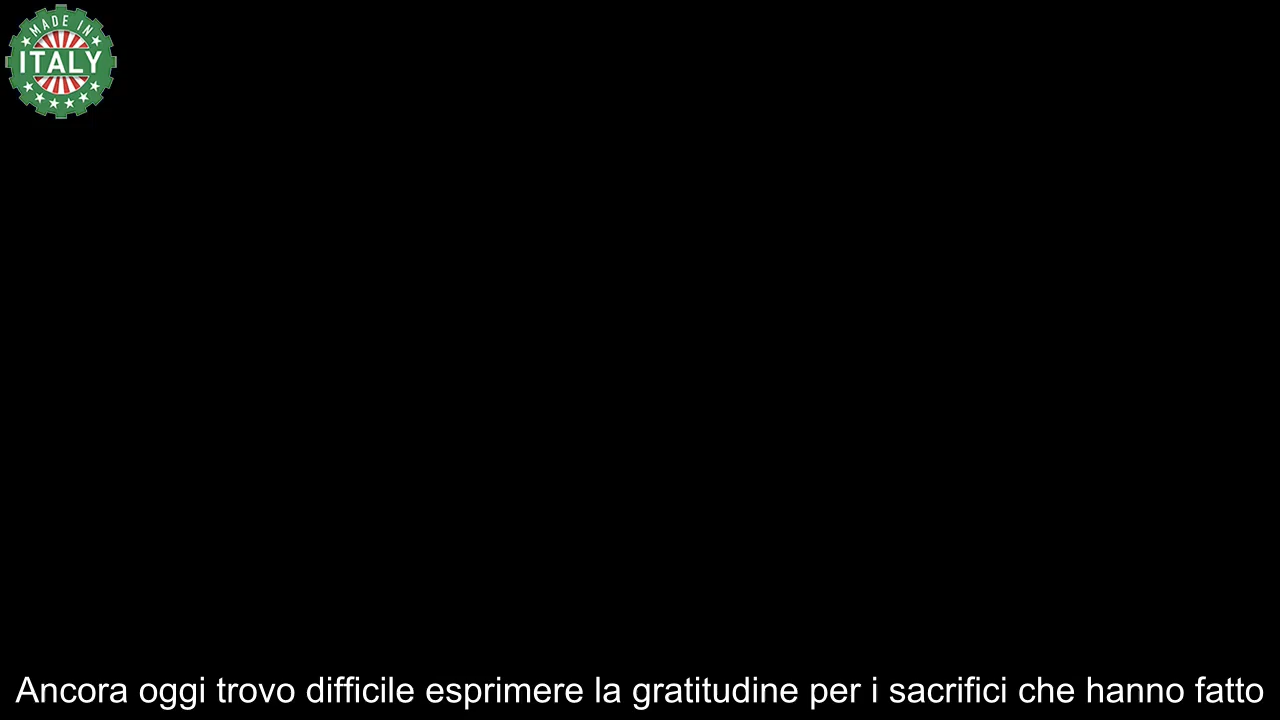 MADE IN
ITALY
Ancora oggi trovo difficile esprimere la gratitudine per i sacrifici che hanno fatto